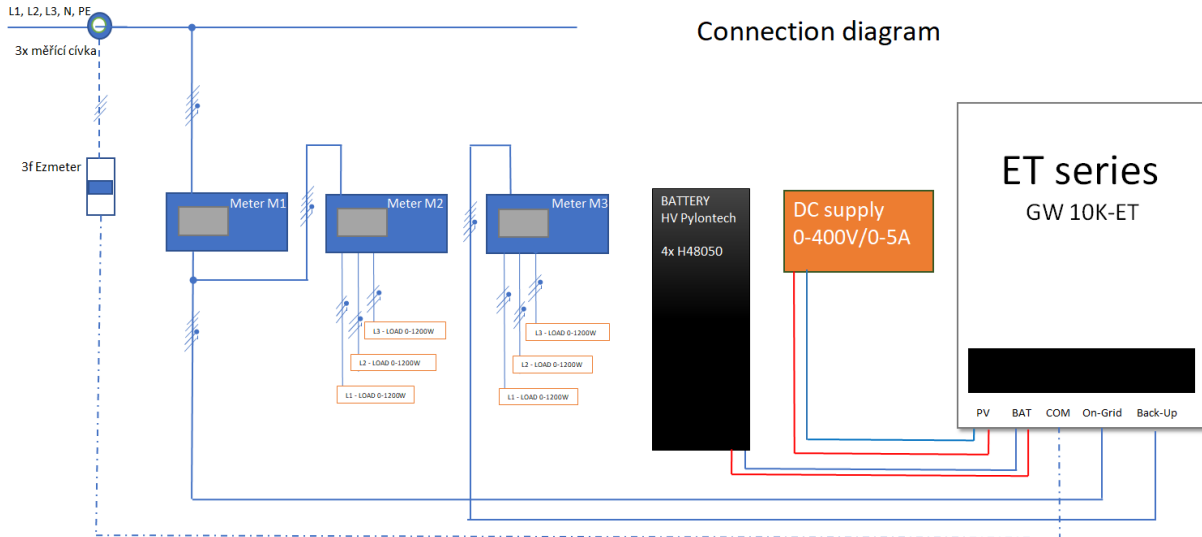 L1, L2, L3, N, PE
Connection diagram
3x měřící cívka
3f Ezmeter
Meter M1
Meter M2
Meter M3
BATTERY
HV Pylontech
4x H48050
DC supply
0-400V/0-5A
ET series
GW 10K-ET
L3 - LOAD 0-1200W
L2 - LOAD 0-1200W
L1 - LOAD 0-1200W
L3 - LOAD 0-1200W
L2 - LOAD 0-1200W
L1 - LOAD 0-1200W
PV BAT COM On-Grid Back-Up